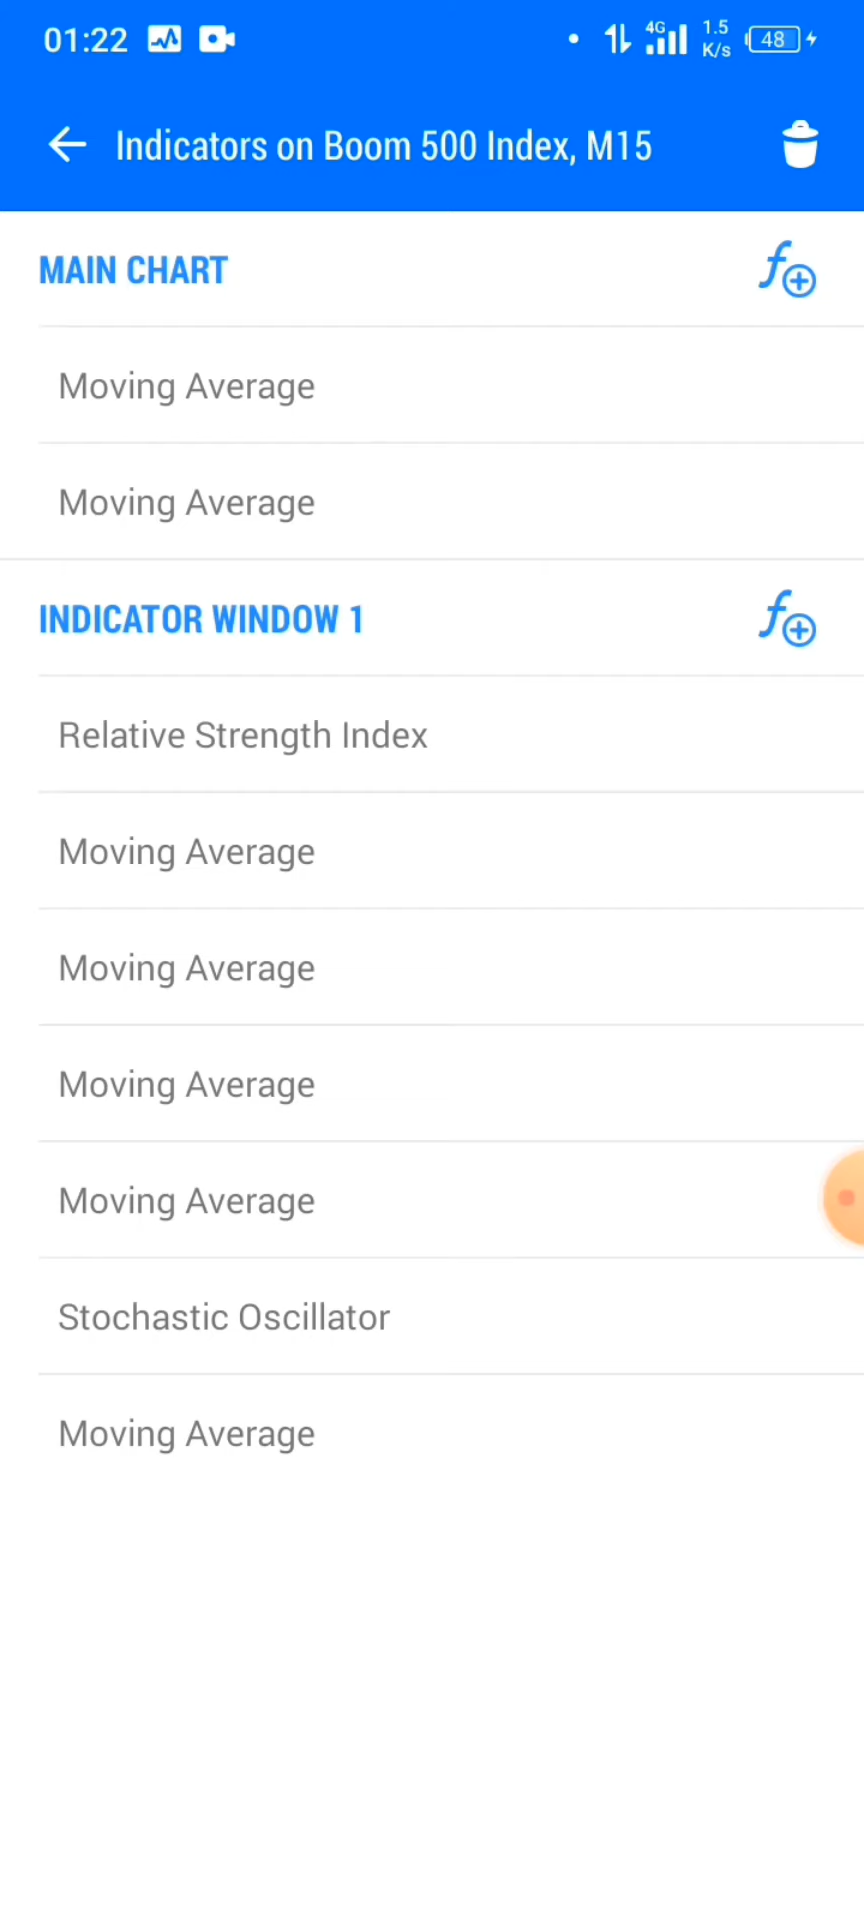 01:22 4G 1.5 K/s 48
Indicators on Boom 500 Index, M15
MAIN CHART
Moving Average
Moving Average
INDICATOR WINDOW 1
Relative Strength Index
Moving Average
Moving Average
Moving Average
Moving Average
Stochastic Oscillator
Moving Average